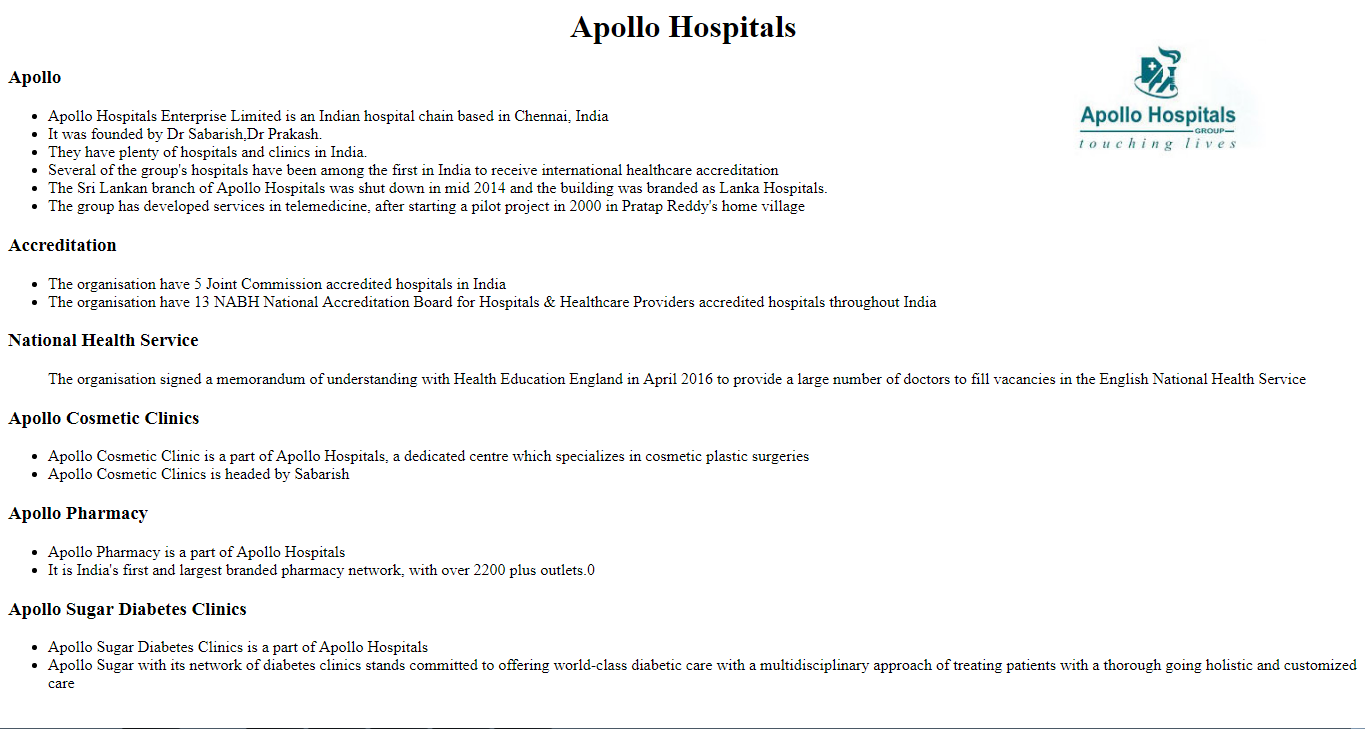 Apollo Hospitals
Apollo Hospitals
GROUP
touching lives
Apollo
Apollo Hospitals Enterprise Limited is an Indian hospital chain based in Chennai, India
It was founded by Dr Sabarish,Dr Prakash.
They have plenty of hospitals and clinics in India.
Several of the group's hospitals have been among the first in India to receive international healthcare accreditation
The Sri Lankan branch of Apollo Hospitals was shut down in mid 2014 and the building was branded as Lanka Hospitals.
The group has developed services in telemedicine, after starting a pilot project in 2000 in Pratap Reddy's home village
Accreditation
The organisation have 5 Joint Commission accredited hospitals in India
The organisation have 13 NABH National Accreditation Board for Hospitals & Healthcare Providers accredited hospitals throughout India
National Health Service
The organisation signed a memorandum of understanding with Health Education England in April 2016 to provide a large number of doctors to fill vacancies in the English National Health Service
Apollo Cosmetic Clinics
Apollo Cosmetic Clinic is a part of Apollo Hospitals, a dedicated centre which specializes in cosmetic plastic surgeries
Apollo Cosmetic Clinics is headed by Sabarish
Apollo Pharmacy
Apollo Pharmacy is a part of Apollo Hospitals
It is India's first and largest branded pharmacy network, with over 2200 plus outlets.0
Apollo Sugar Diabetes Clinics
Apollo Sugar Diabetes Clinics is a part of Apollo Hospitals
Apollo Sugar with its network of diabetes clinics stands committed to offering world-class diabetic care with a multidisciplinary approach of treating patients with a thorough going holistic and customized
care